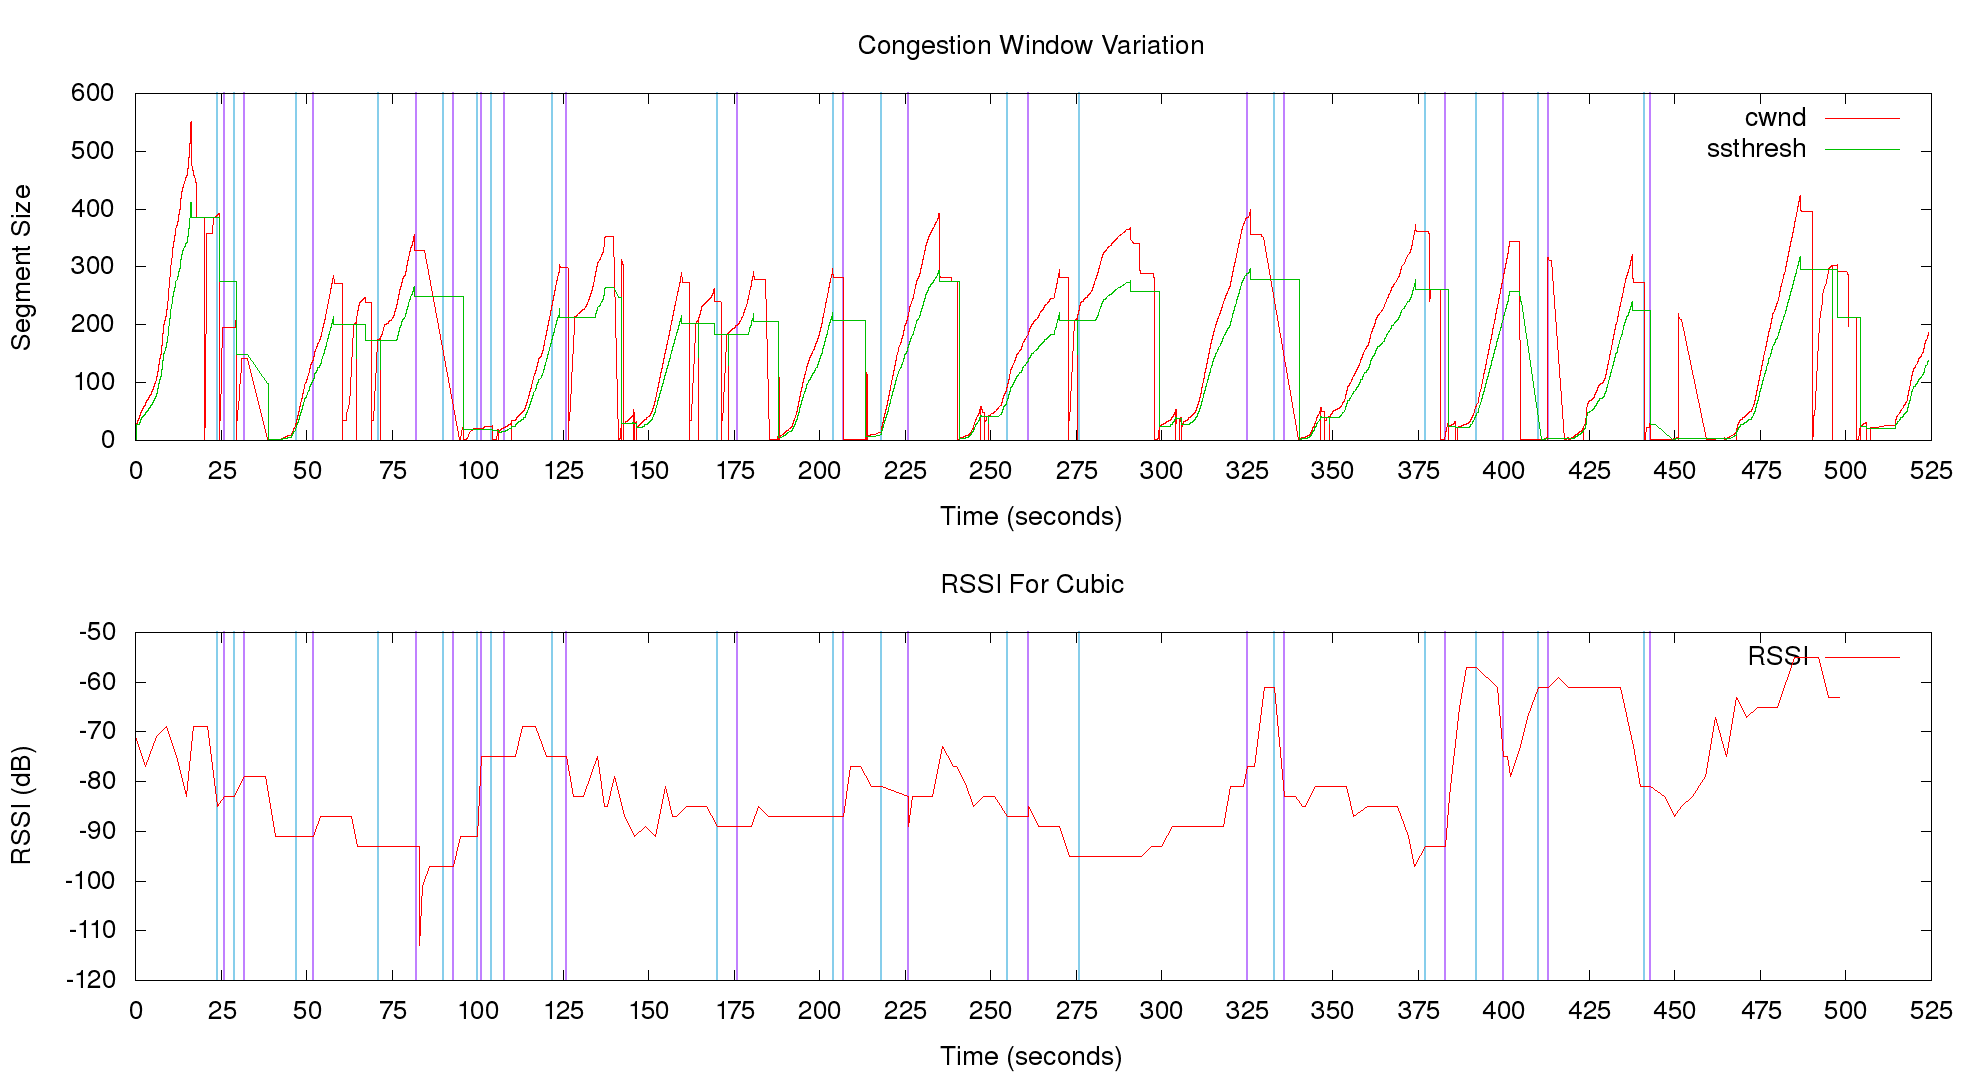 Congestion Window Variation
600
500
400
300
200
100
0
Segment Size
cwnd
ssthresh
0 25 50 75 100 125 150 175 200 225 250 275 300 325 350 375 400 425 450 475 500 525
Time (seconds)
RSSI For Cubic
-50
-60
-70
-80
-90
-100
-110
-120
RSSI (dB)
RSSI
0 25 50 75 100 125 150 175 200 225 250 275 300 325 350 375 400 425 450 475 500 525
Time (seconds)